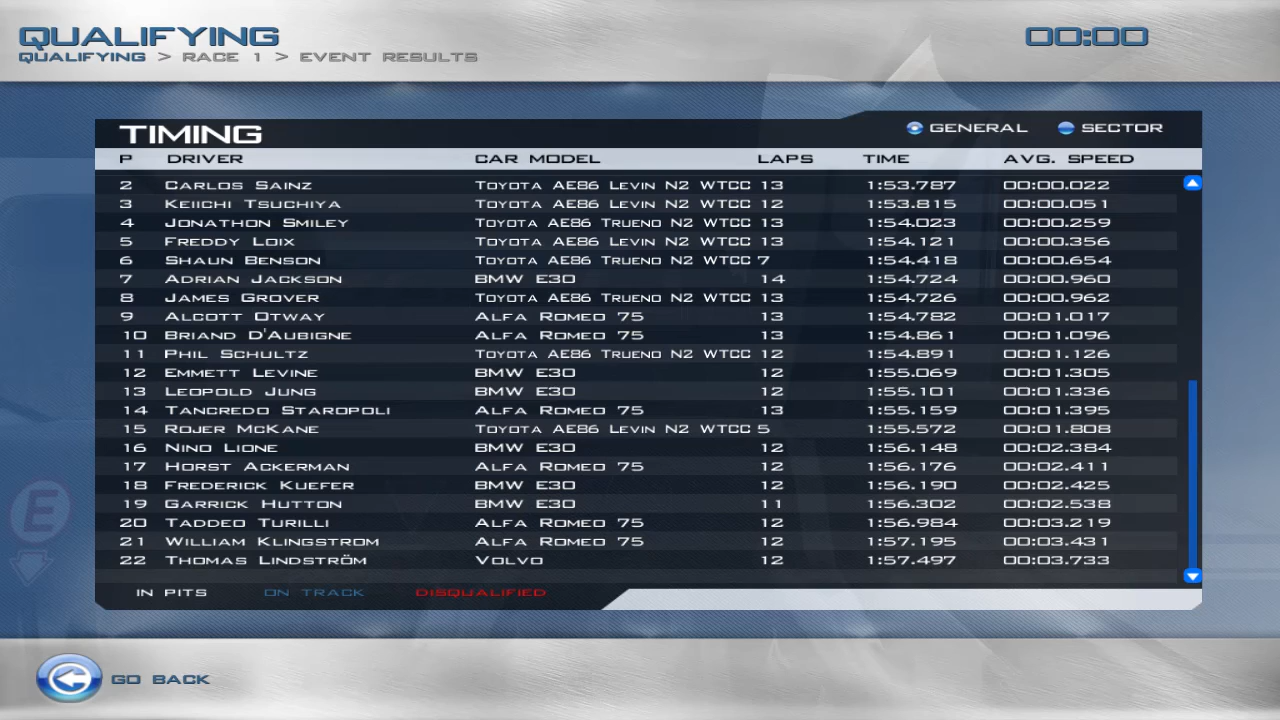 QUALIFYING
00:00
QUALIFYING > RACE 1 > EVENT RESULTS
TIMING
GENERAL SECTOR
P DRIVER CAR MODEL LAPS TIME AVG. SPEED
2 CARLOS SAINZ TOYOTA AE86 LEVIN N2 WTCC 13 1:53.787 00:00.022
3 KEIICHI TSUCHIYA TOYOTA AE86 LEVIN N2 WTCC 12 1:53.815 00:00.051
4 JONATHON SMILEY TOYOTA AE86 TRUENO N2 WTCC 13 1:54.023 00:00.259
5 FREDDY LOIX TOYOTA AE86 LEVIN N2 WTCC 13 1:54.121 00:00.356
6 SHAUN BENSON TOYOTA AE86 TRUENO N2 WTCC 7 1:54.418 00:00.654
7 ADRIAN JACKSON BMW E30 14 1:54.724 00:00.960
8 JAMES GROVER TOYOTA AE86 TRUENO N2 WTCC 13 1:54.726 00:00.962
9 ALCOTT OTWAY ALFA ROMEO 75 13 1:54.782 00:01.017
10 BRIAND D'AUBIGNE ALFA ROMEO 75 13 1:54.861 00:01.096
11 PHIL SCHULTZ TOYOTA AE86 TRUENO N2 WTCC 12 1:54.891 00:01.126
12 EMMETT LEVINE BMW E30 12 1:55.069 00:01.305
13 LEOPOLD JUNG BMW E30 12 1:55.101 00:01.336
14 TANCREDO STAROPOLI ALFA ROMEO 75 13 1:55.159 00:01.395
15 ROJER MCKANE TOYOTA AE86 LEVIN N2 WTCC 5 1:55.572 00:01.808
16 NINO LIONE BMW E30 12 1:56.148 00:02.384
17 HORST ACKERMAN ALFA ROMEO 75 12 1:56.176 00:02.411
18 FREDERICK KUEFER BMW E30 12 1:56.190 00:02.425
19 GARRICK HUTTON BMW E30 11 1:56.302 00:02.538
20 TADDEO TURILLI ALFA ROMEO 75 12 1:56.984 00:03.219
21 WILLIAM KLINGSTROM ALFA ROMEO 75 12 1:57.195 00:03.431
22 THOMAS LINDSTRÖM VOLVO 12 1:57.497 00:03.733
IN PITS ON TRACK DISQUALIFIED
E
GO BACK